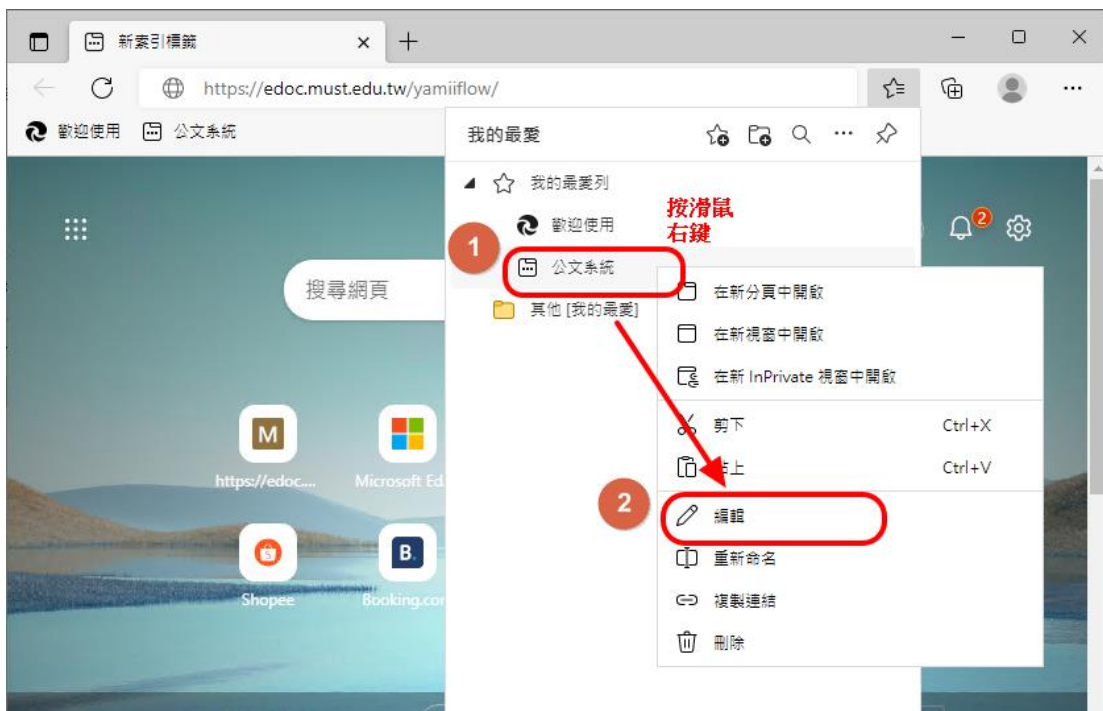 新索引標籤
https://edoc.must.edu.tw/yamiiflow/
歡迎使用
公文系統
我的最愛
我的最愛列
歡迎使用
公文系統
其他 [我的最愛]
按滑鼠
右鍵
1
2
搜尋網頁
2
在新分頁中開啟
在新視窗中開啟
在新 InPrivate 視窗中開啟
剪下 Ctrl+X
Ctrl+V
編輯
重新命名
複製連結
刪除
M
https://edoc....
Microsoft Ed
Shopee
B.
Booking.cor